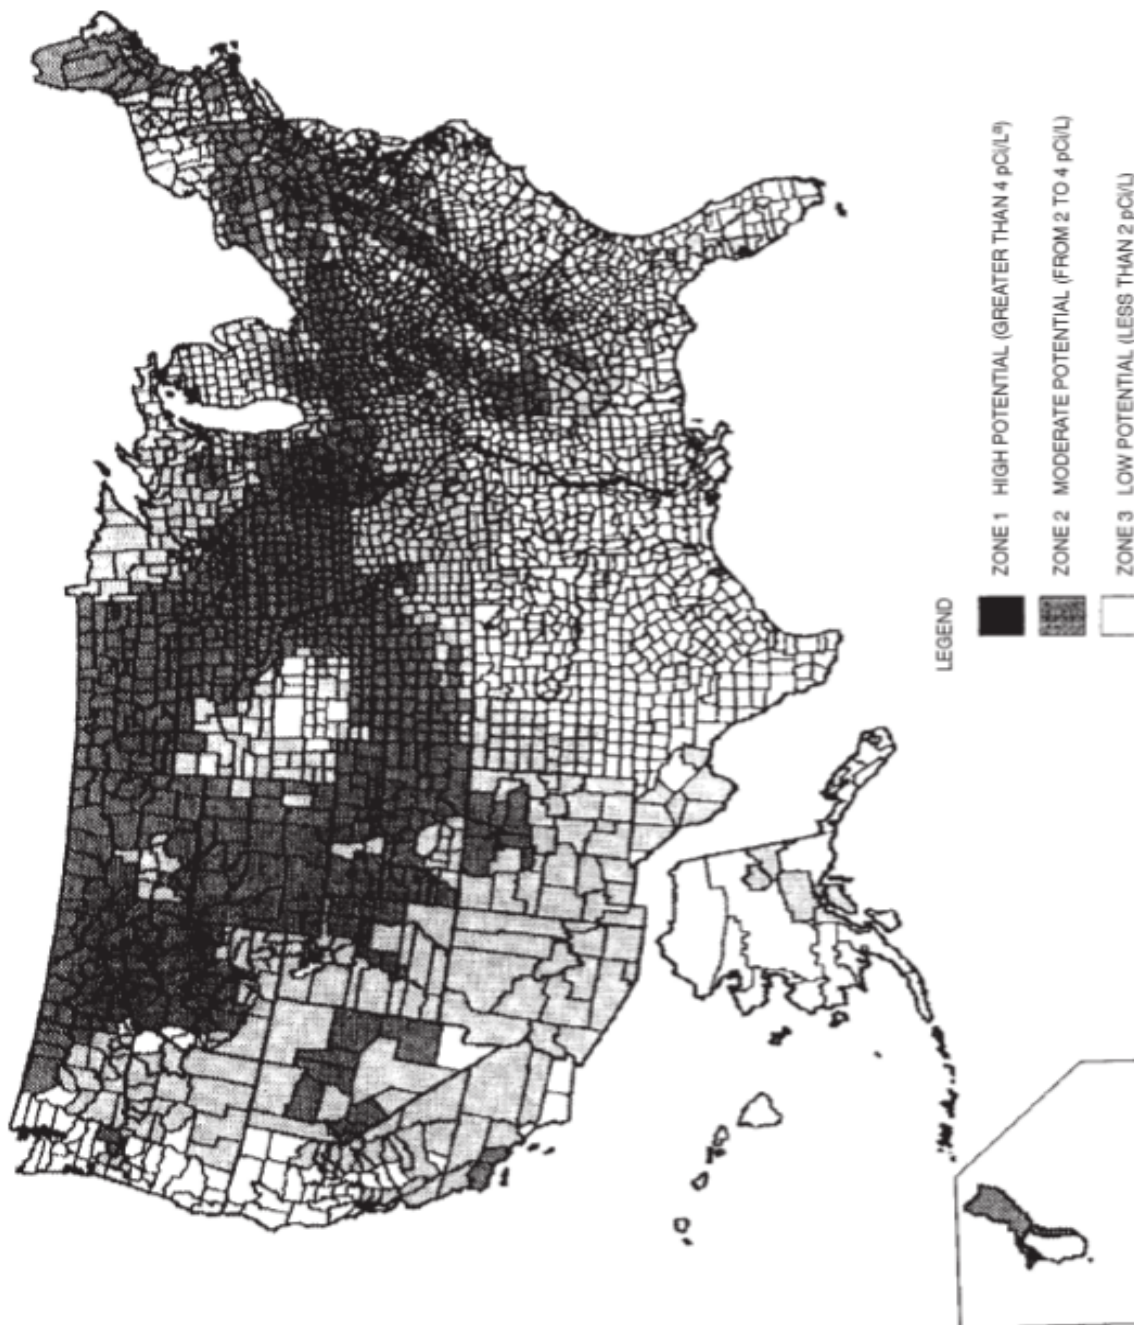 LEGEND
ZONE 1 HIGH POTENTIAL (GREATER THAN 4 pCi/Lª)
ZONE 2 MODERATE POTENTIAL (FROM 2 TO 4 pCi/L)
ZONE 3 LOW POTENTIAL (LESS THAN 2 pCi/L)